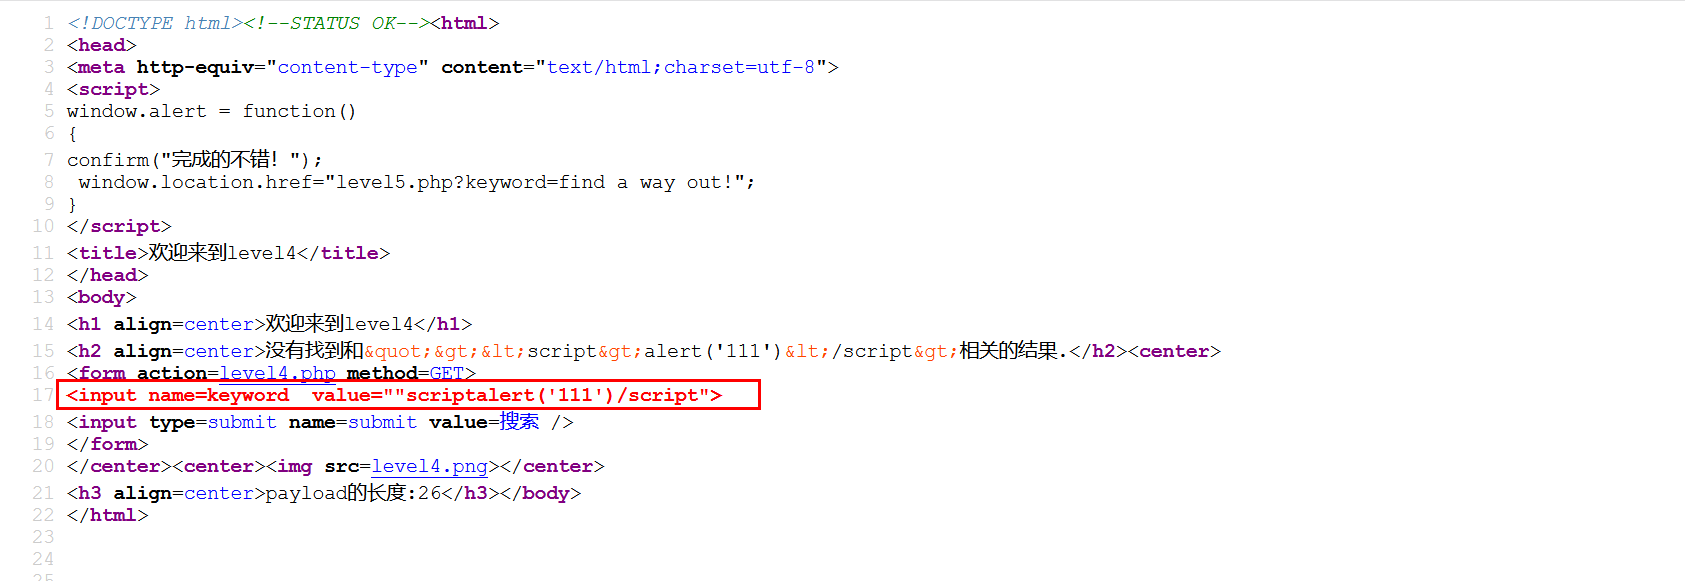 1 <!DOCTYPE html><!--STATUS OK--><html>
2 <head>
3 <meta http-equiv="content-type" content="text/html;charset=utf-8">
4 <script>
5 window.alert = function()
6 {
7 confirm("完成的不错！");
8  window.location.href="level5.php?keyword=find a way out!";
9 }
10 </script>
11 <title>欢迎来到level4</title>
12 </head>
13 <body>
14 <h1 align=center>欢迎来到level4</h1>
15 <h2 align=center>没有找到和&quot;&gt;&lt;script&gt;alert('111')&lt;/script&gt;相关的结果.</h2><center>
16 <form action=level4.php method=GET>
17 <input name=keyword  value=""scriptalert('111')/script">
18 <input type=submit name=submit value=搜索 />
19 </form>
20 </center><center><img src=level4.png></center>
21 <h3 align=center>payload的长度:26</h3></body>
22 </html>
23
24
25